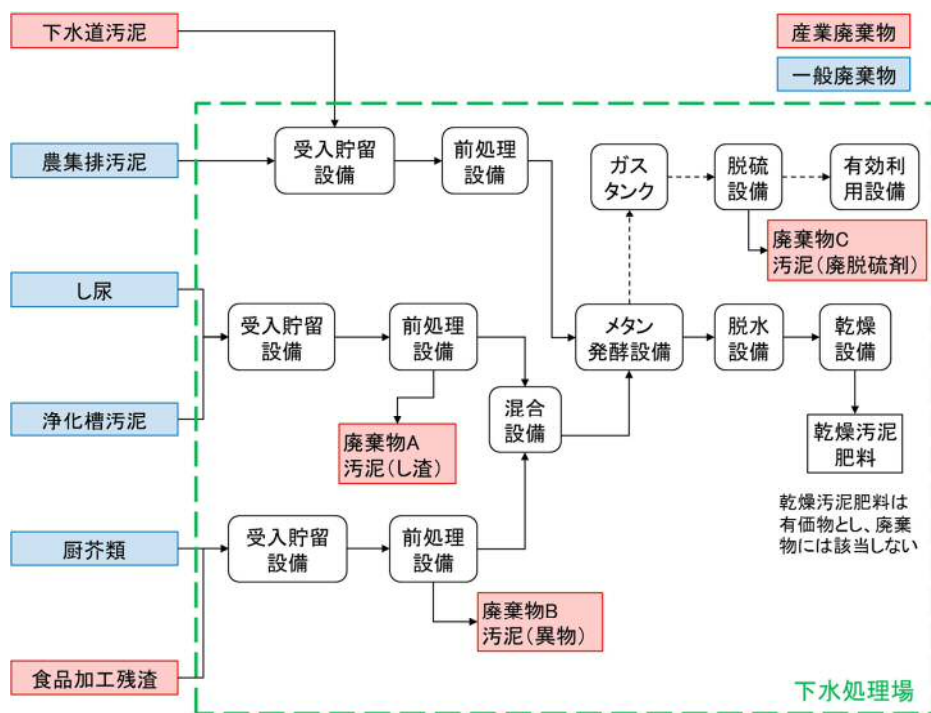 下水道汚泥
産業廃棄物
一般廃棄物
農集排汚泥
受入貯留
設備
前処理
設備
ガス
タンク
脱硫
設備
有効利
用設備
廃棄物C
汚泥(廃脱硫剤)
し尿
受入貯留
設備
前処理
設備
メタン
発酵設備
脱水
設備
乾燥
設備
浄化槽汚泥
混合
設備
廃棄物A
汚泥(し渣)
乾燥汚泥
肥料
乾燥汚泥肥料は
有価物とし、廃棄
物には該当しない
厨芥類
受入貯留
設備
前処理
設備
廃棄物B
汚泥(異物)
食品加工残渣
下水処理場